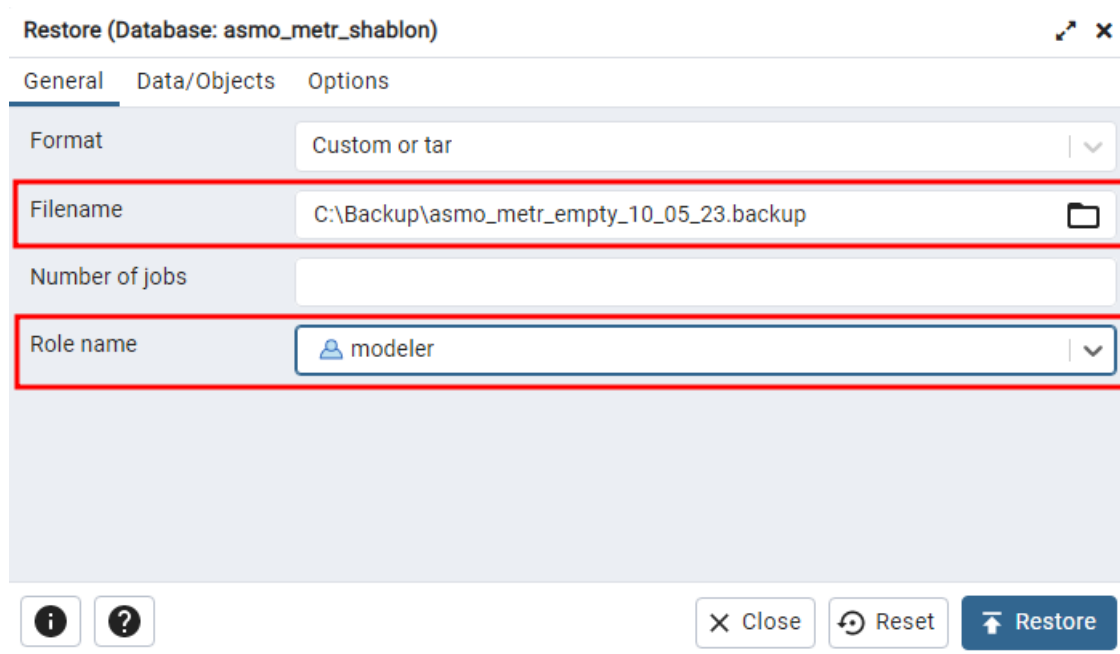 Restore (Database: asmo_metr_shablon)
General Data/Objects Options
Format Custom or tar
Filename C:\Backup\asmo_metr_empty_10_05_23.backup
Number of jobs
Role name modeler
Close Reset Restore